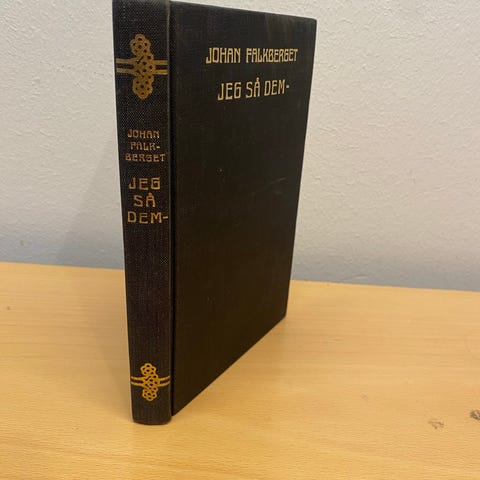 JOHAN FALKBERGET
JEG SÅ DEM-
JOHAN
FALK-
BERGET
JEG
SÅ
DEM-